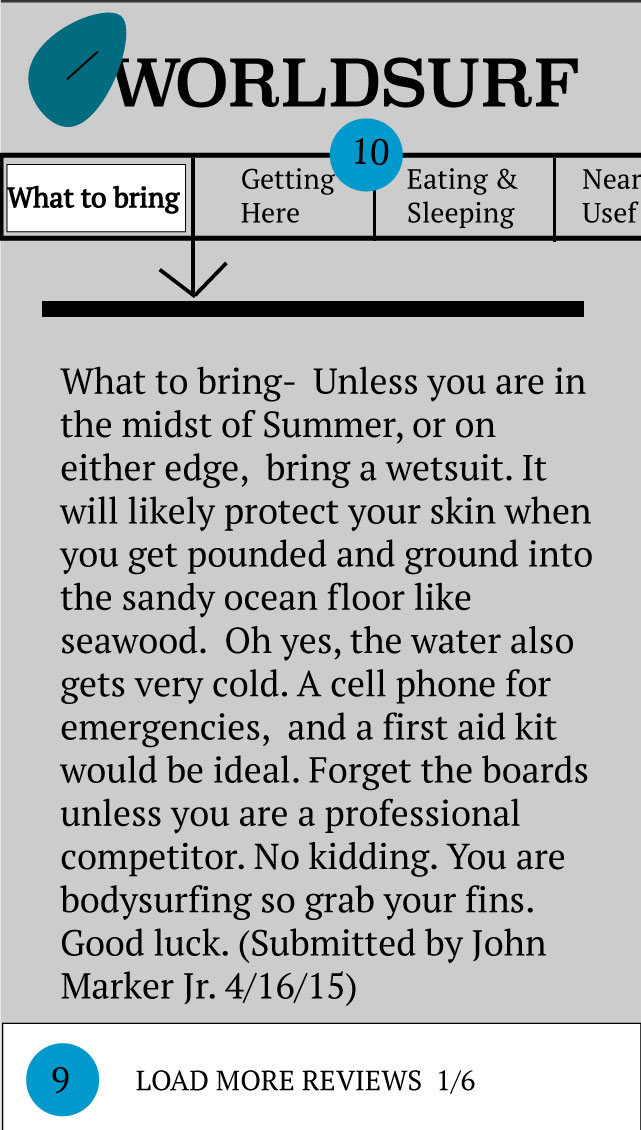 WORLDSURF
10
What to bring
Getting
Here
Eating &
Sleeping
Near
Usef
What to bring-  Unless you are in
the midst of Summer, or on
either edge,  bring a wetsuit. It
will likely protect your skin when
you get pounded and ground into
the sandy ocean floor like
seawood.  Oh yes, the water also
gets very cold. A cell phone for
emergencies,  and a first aid kit
would be ideal. Forget the boards
unless you are a professional
competitor. No kidding. You are
bodysurfing so grab your fins.
Good luck. (Submitted by John
Marker Jr. 4/16/15)
9
LOAD MORE REVIEWS  1/6